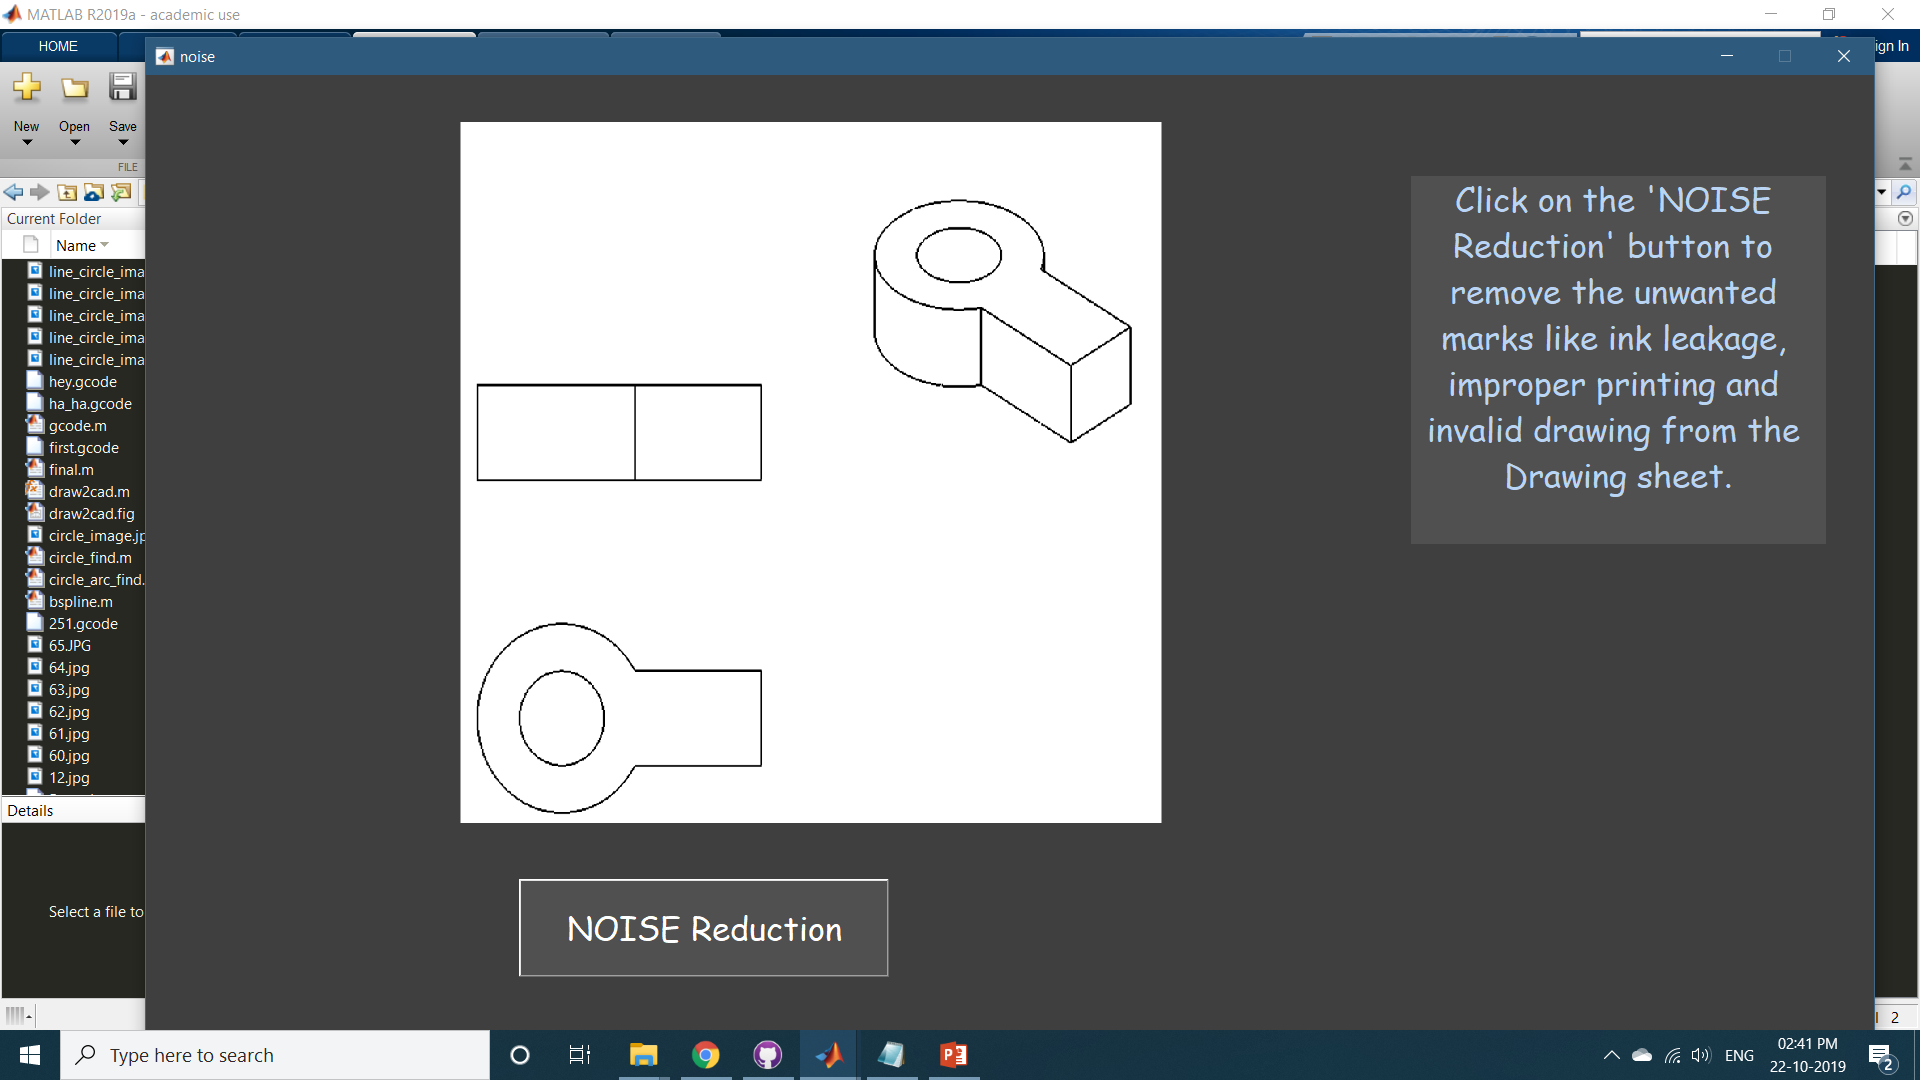 MATLAB R2019a - academic use
HOME
ign In
noise
New
Open
Save
FILE
Current Folder
Name
line_circle_ima
line_circle_ima
line_circle_ima
line_circle_ima
line_circle_ima
hey.gcode
ha_ha.gcode
gcode.m
first.gcode
final.m
draw2cad.m
draw2cad.fig
circle_image.jp
circle_find.m
circle_arc_find.
bspline.m
251.gcode
65.JPG
64.jpg
63.jpg
62.jpg
61.jpg
60.jpg
12.jpg
Details
Select a file to
Click on the 'NOISE
Reduction' button to
remove the unwanted
marks like ink leakage,
improper printing and
invalid drawing from the
Drawing sheet.
NOISE Reduction
2
Type here to search
ENG
02:41 PM
22-10-2019
2